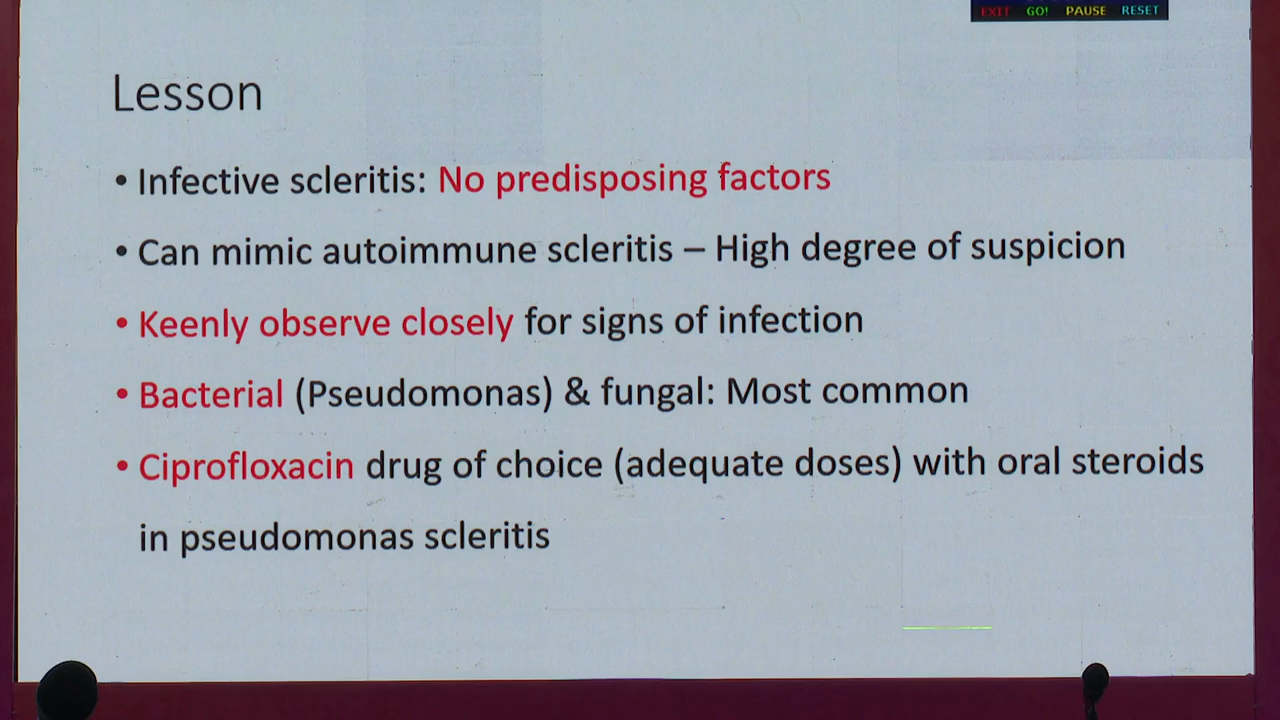 EXIT GO! PAUSE RESET
Lesson
• Infective scleritis: No predisposing factors
• Can mimic autoimmune scleritis – High degree of suspicion
• Keenly observe closely for signs of infection
• Bacterial (Pseudomonas) & fungal: Most common
• Ciprofloxacin drug of choice (adequate doses) with oral steroids
in pseudomonas scleritis